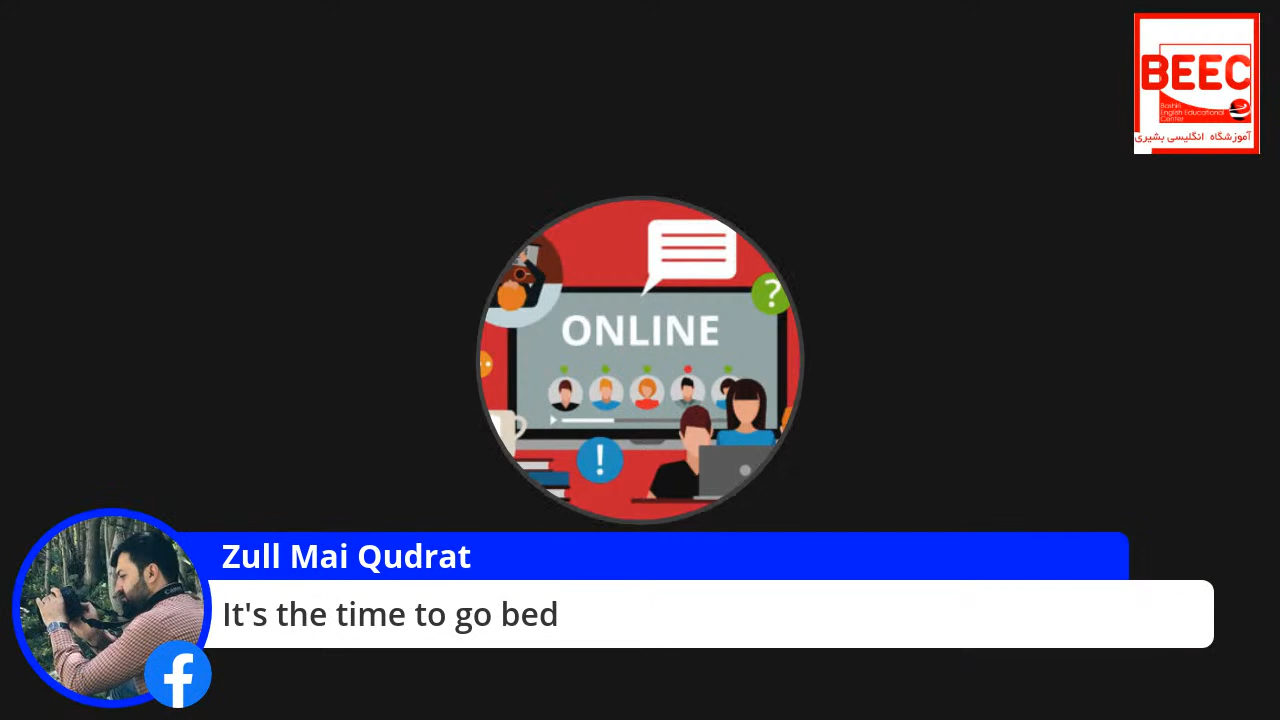 BEEC
Bashiri
English Educational
Center
آموزشگاه انگلیسی بشیری
?
ONLINE
!
Zull Mai Qudrat
It's the time to go bed